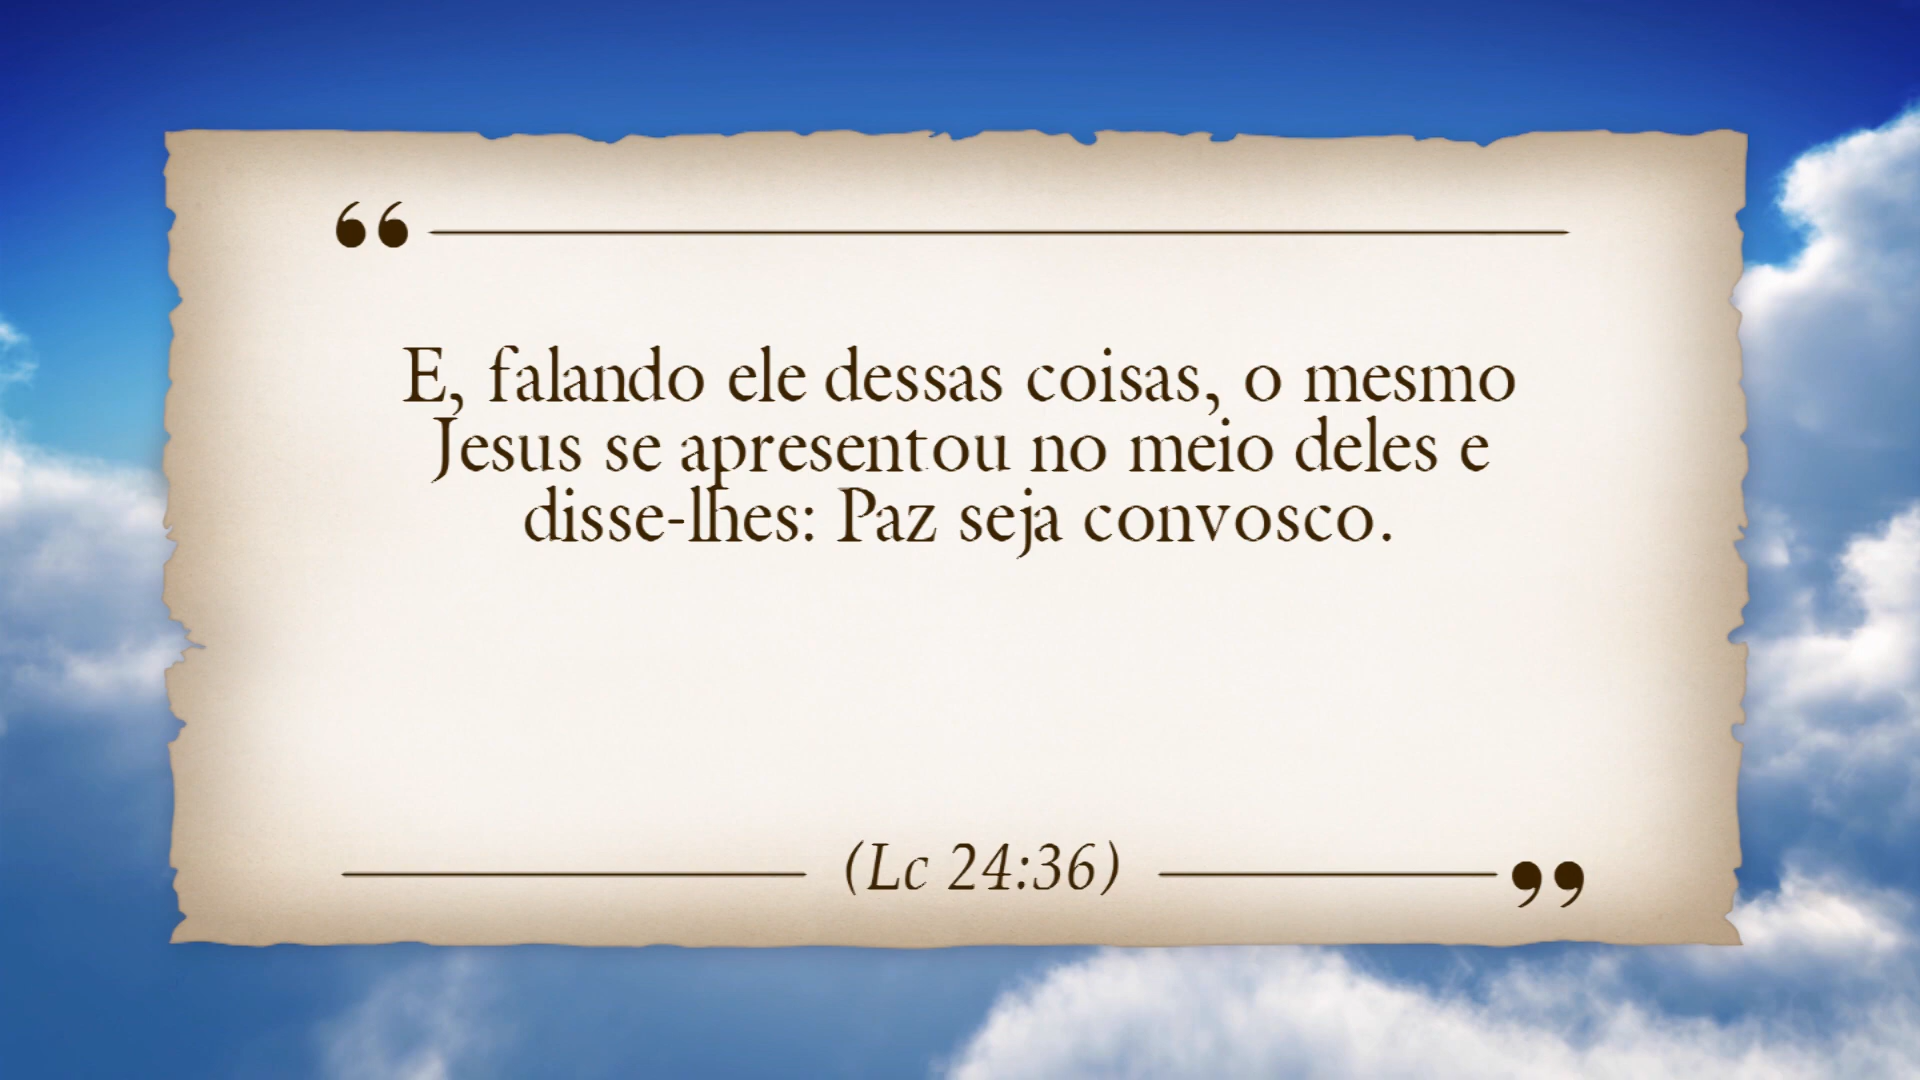 “
E, falando ele dessas coisas, o mesmo
Jesus se apresentou no meio deles e
disse-lhes: Paz seja convosco.
(Lc 24:36)
”